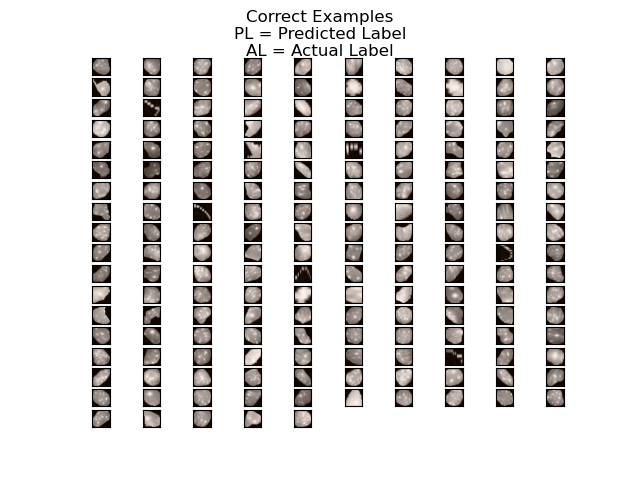 Correct Examples
PL = Predicted Label
AL = Actual Label